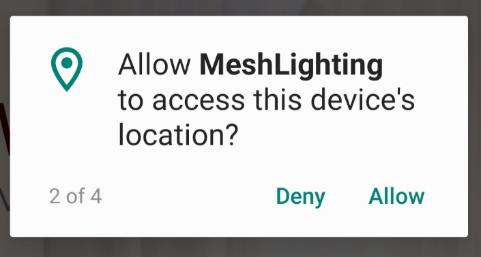 Allow MeshLighting
to access this device's
location?
2 of 4
Deny
Allow